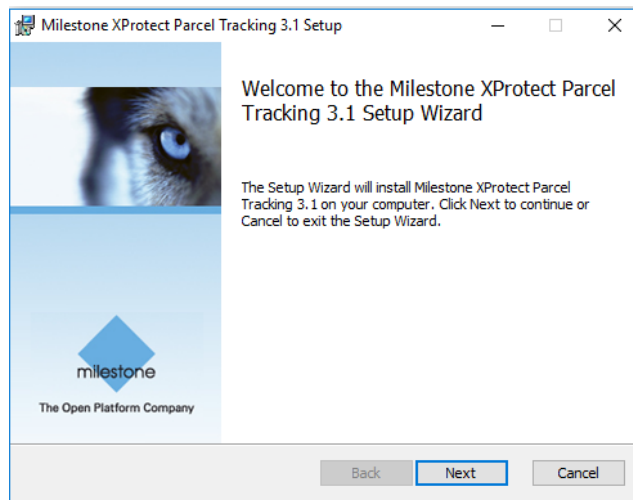 Milestone XProtect Parcel Tracking 3.1 Setup
Welcome to the Milestone XProtect Parcel
Tracking 3.1 Setup Wizard
The Setup Wizard will install Milestone XProtect Parcel
Tracking 3.1 on your computer. Click Next to continue or
Cancel to exit the Setup Wizard.
milestone
The Open Platform Company
Back Next Cancel